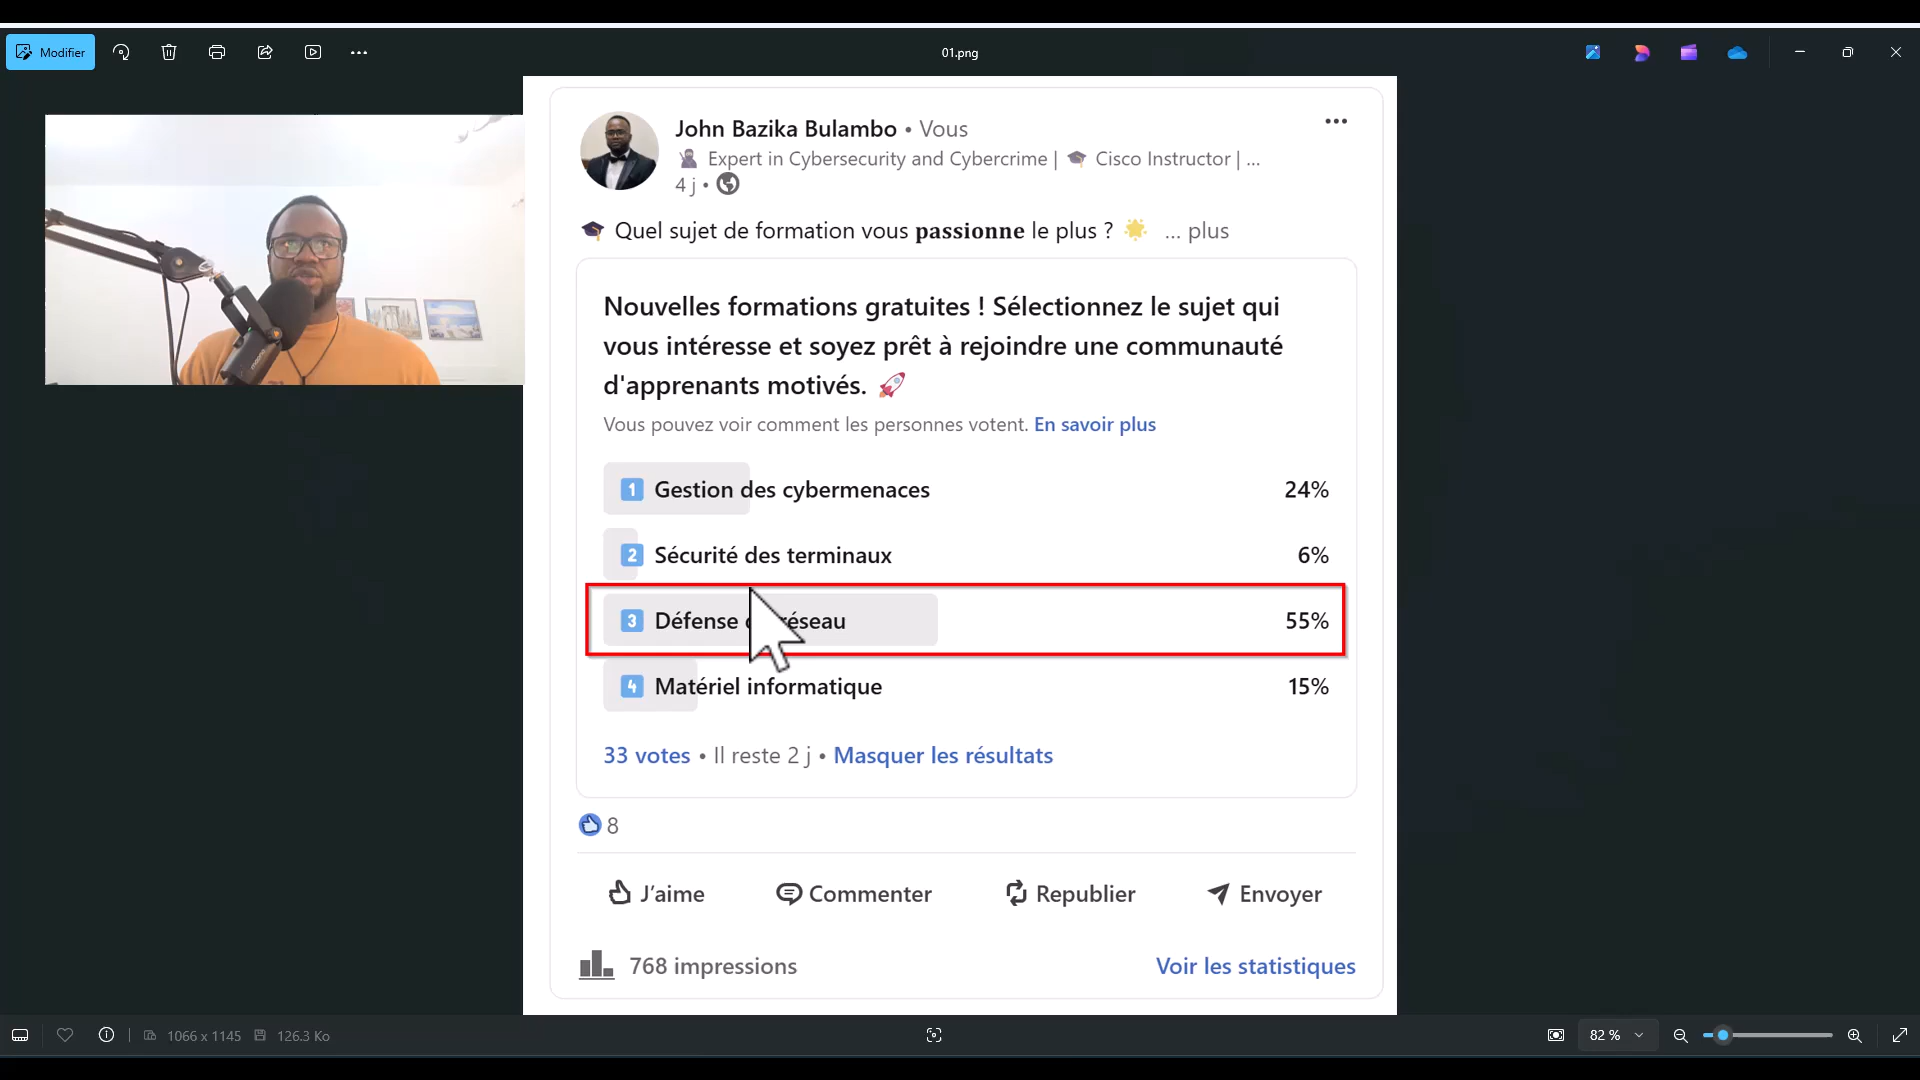 Modifier
01.png
John Bazika Bulambo • Vous
Expert in Cybersecurity and Cybercrime | Cisco Instructor | ...
4 j •
Quel sujet de formation vous passionne le plus ? ... plus
Nouvelles formations gratuites ! Sélectionnez le sujet qui
vous intéresse et soyez prêt à rejoindre une communauté
d'apprenants motivés.
Vous pouvez voir comment les personnes votent. En savoir plus
1 Gestion des cybermenaces 24%
2 Sécurité des terminaux 6%
3 Défense réseau 55%
4 Matériel informatique 15%
33 votes • Il reste 2 j • Masquer les résultats
8
J’aime Commenter Republier Envoyer
768 impressions Voir les statistiques
1066 x 1145 126.3 Ko 82 %